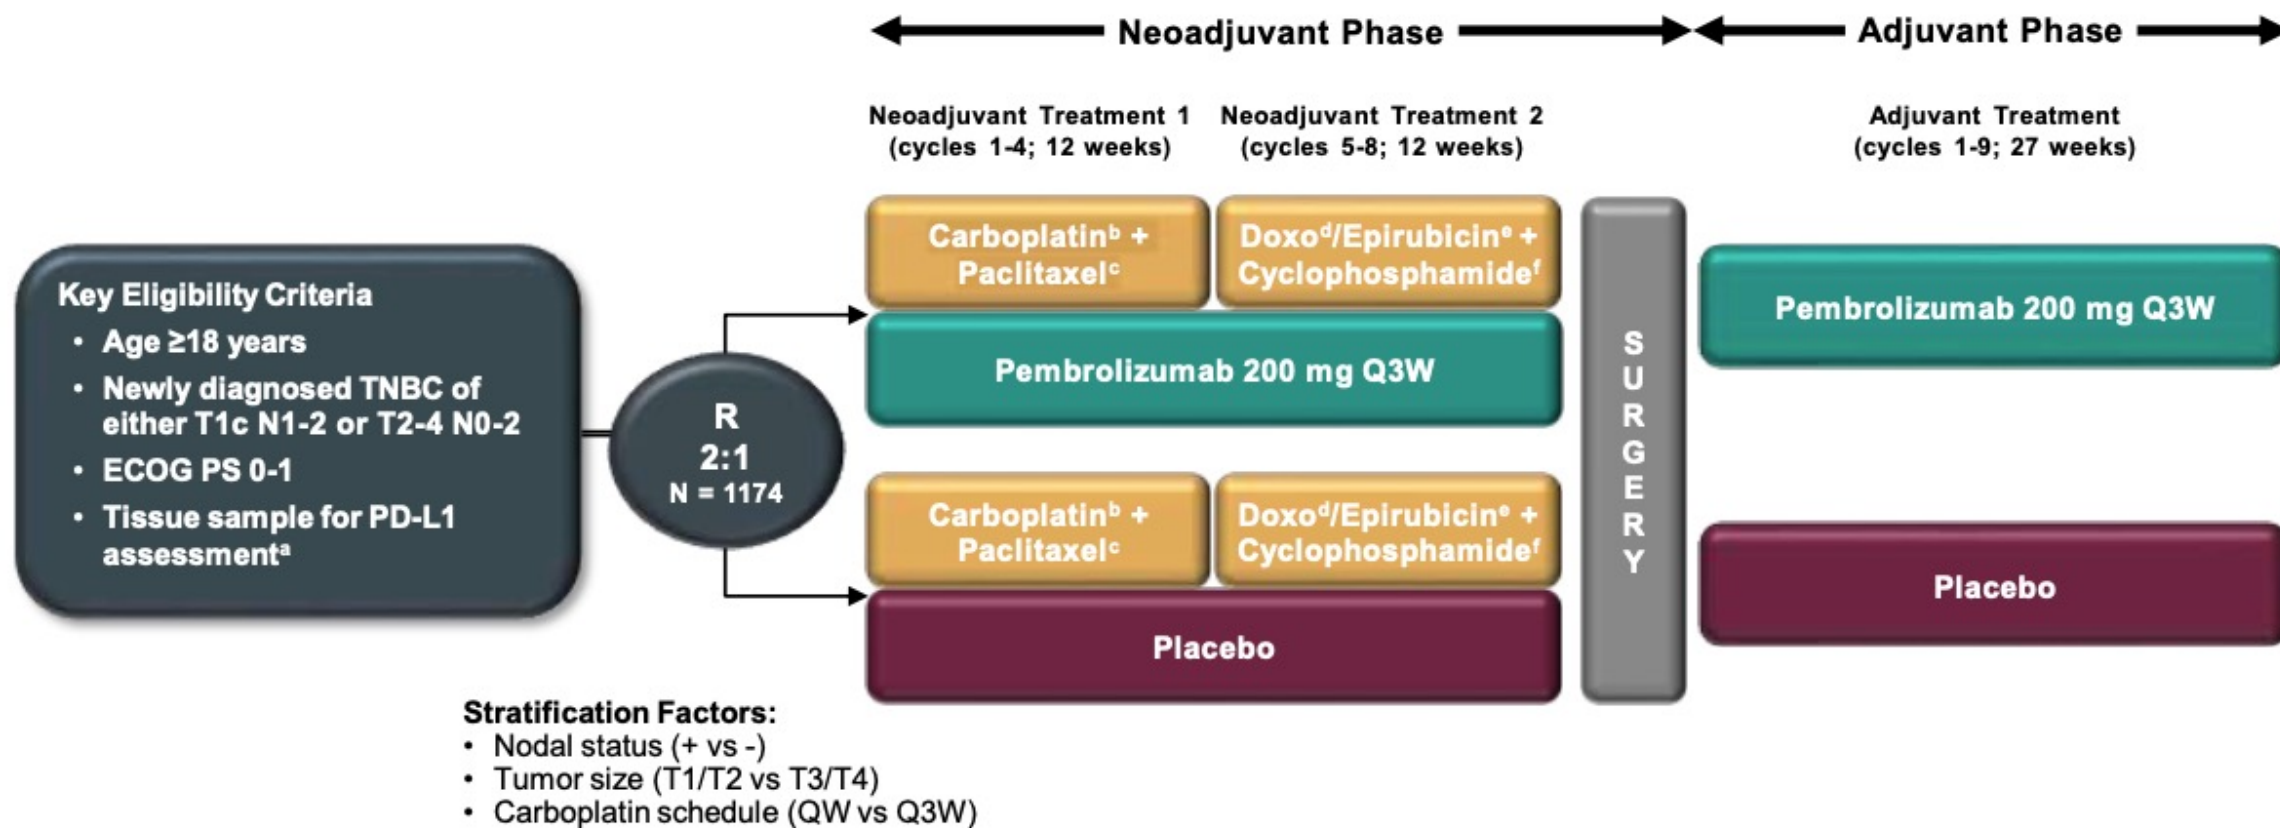 Neoadjuvant Phase
Adjuvant Phase
Neoadjuvant Treatment 1
(cycles 1-4; 12 weeks)
Neoadjuvant Treatment 2
(cycles 5-8; 12 weeks)
Adjuvant Treatment
(cycles 1-9; 27 weeks)
Key Eligibility Criteria
• Age ≥18 years
• Newly diagnosed TNBC of
either T1c N1-2 or T2-4 N0-2
• ECOG PS 0-1
• Tissue sample for PD-L1
assessmentᵃ
R
2:1
N = 1174
Carboplatinᵇ +
Paclitaxelᶜ
Doxoᵈ/Epirubicinᵉ +
Cyclophosphamideᶠ
Pembrolizumab 200 mg Q3W
Carboplatinᵇ +
Paclitaxelᶜ
Doxoᵈ/Epirubicinᵉ +
Cyclophosphamideᶠ
Placebo
SURGERY
Pembrolizumab 200 mg Q3W
Placebo
Stratification Factors:
• Nodal status (+ vs -)
• Tumor size (T1/T2 vs T3/T4)
• Carboplatin schedule (QW vs Q3W)